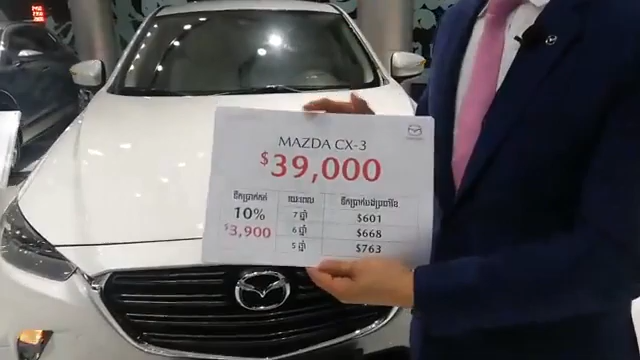 MAZDA CX-3
$39,000
ទឹកប្រាក់កក់ រយះពេល ទឹកប្រាក់បង់ប្រចាំខែ
10% 7 ឆ្នាំ $601
$3,900 6 ឆ្នាំ $668
5 ឆ្នាំ $763